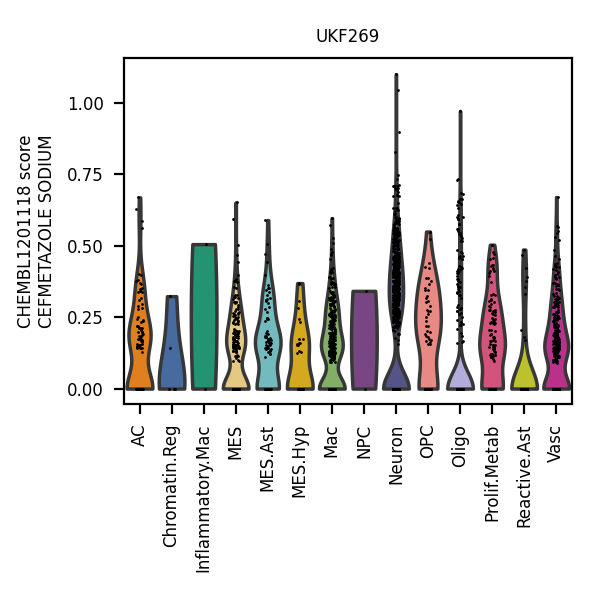 UKF269
CHEMBL1201118 score
CEFMETAZOLE SODIUM
1.00
0.75
0.50
0.25
0.00
AC
Chromatin.Reg
Inflammatory.Mac
MES
MES.Ast
MES.Hyp
Mac
NPC
Neuron
OPC
Oligo
Prolif.Metab
Reactive.Ast
Vasc